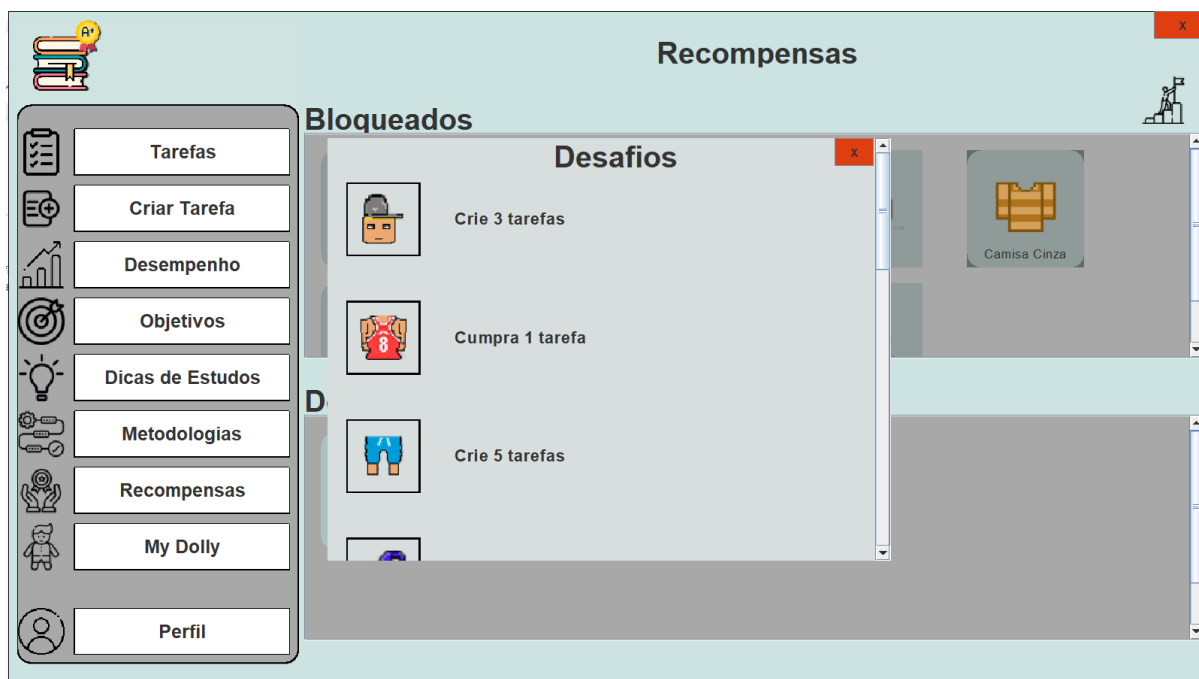 A+
x
Recompensas
Bloqueados
Tarefas
Criar Tarefa
Desempenho
Objetivos
Dicas de Estudos
Metodologias
Recompensas
My Dolly
Perfil
Desafios
x
Crie 3 tarefas
8
Cumpra 1 tarefa
Crie 5 tarefas
Camisa Cinza